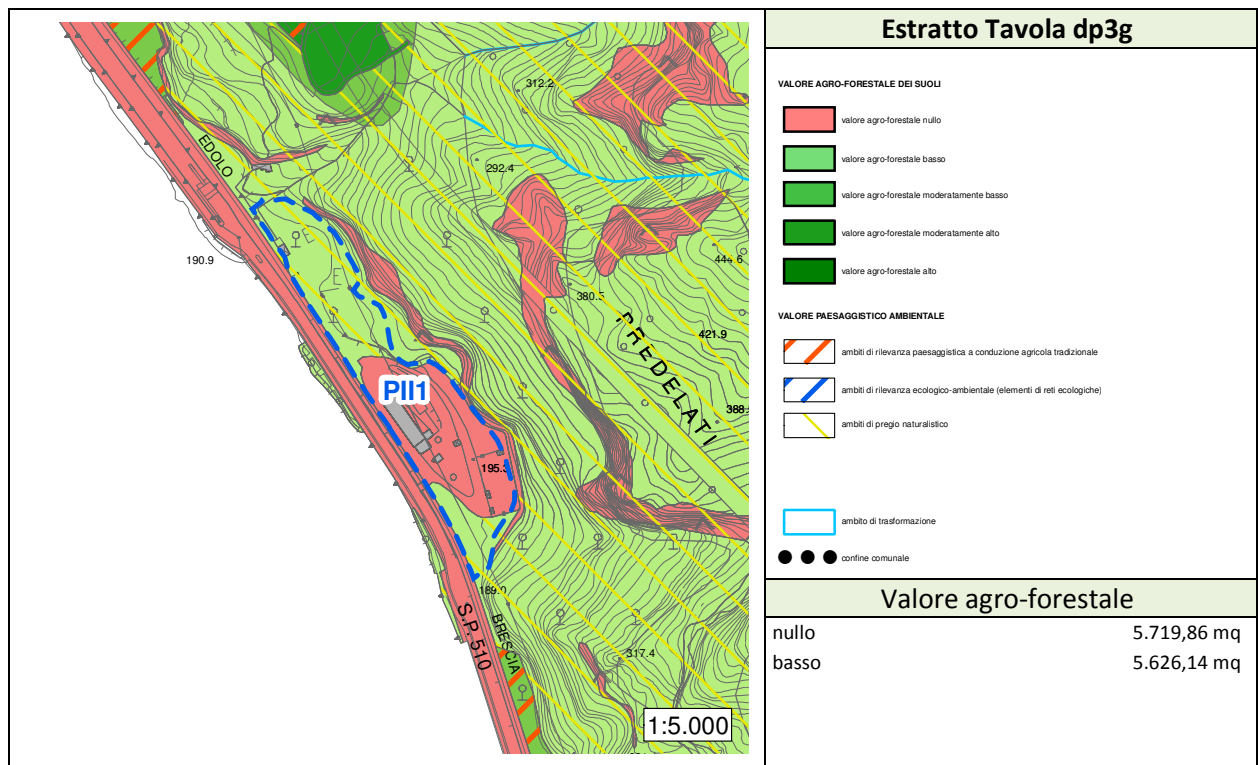 Estratto Tavola dp3g
VALORE AGRO-FORESTALE DEI SUOLI
valore agro-forestale nullo
valore agro-forestale basso
valore agro-forestale moderatamente basso
valore agro-forestale moderatamente alto
valore agro-forestale alto
VALORE PAESAGGISTICO AMBIENTALE
ambiti di rilevanza paesaggistica a conduzione agricola tradizionale
ambiti di rilevanza ecologico-ambientale (elementi di reti ecologiche)
ambiti di pregio naturalistico
ambito di trasformazione
confine comunale
Valore agro-forestale
nullo 5.719,86 mq
basso 5.626,14 mq
312.2
EDOLO
292.4
190.9
444.6
380.5
PREDELATI
421.9
PII1
388.
195.3
189.0
S.P. 510
BRESCIA
317.4
1:5.000